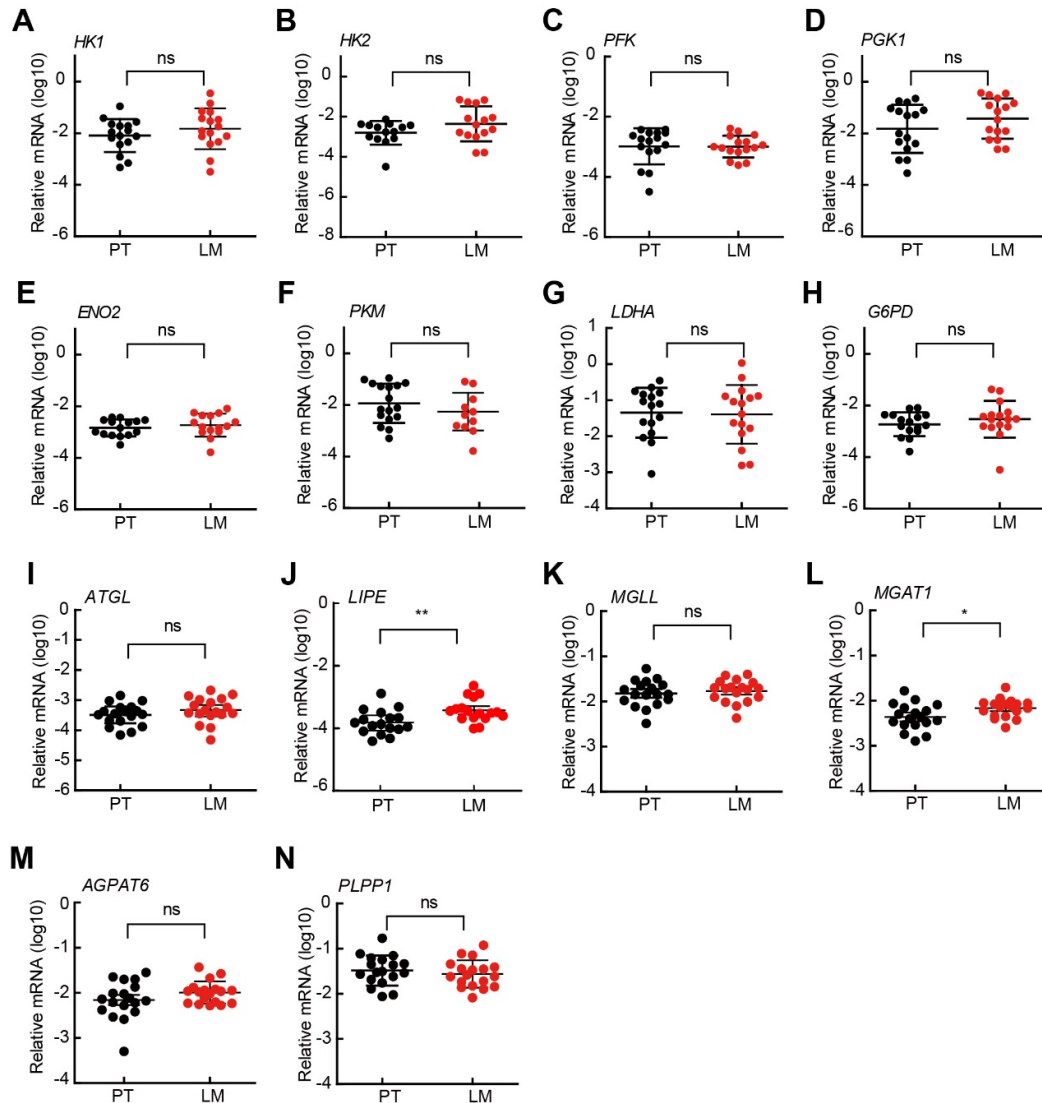 A
HK1
ns
Relative mRNA (log10)
0
-2
-4
-6
PT
LM
B
HK2
ns
Relative mRNA (log10)
0
-2
-4
-6
-8
PT
LM
C
PFK
ns
Relative mRNA (log10)
0
-2
-4
-6
PT
LM
D
PGK1
ns
Relative mRNA (log10)
0
-2
-4
-6
PT
LM
E
ENO2
ns
Relative mRNA (log10)
0
-2
-4
-6
PT
LM
F
PKM
ns
Relative mRNA (log10)
0
-2
-4
-6
PT
LM
G
LDHA
ns
Relative mRNA (log10)
1
0
-1
-2
-3
-4
PT
LM
H
G6PD
ns
Relative mRNA (log10)
0
-2
-4
-6
PT
LM
I
ATGL
ns
Relative mRNA (log10)
0
-1
-2
-3
-4
-5
-6
PT
LM
J
LIPE
**
Relative mRNA (log10)
0
-2
-4
-6
PT
LM
K
MGLL
ns
Relative mRNA (log10)
0
-1
-2
-3
-4
PT
LM
L
MGAT1
*
Relative mRNA (log10)
0
-1
-2
-3
-4
PT
LM
M
AGPAT6
ns
Relative mRNA (log10)
0
-1
-2
-3
-4
PT
LM
N
PLPP1
ns
Relative mRNA (log10)
0
-1
-2
-3
-4
PT
LM